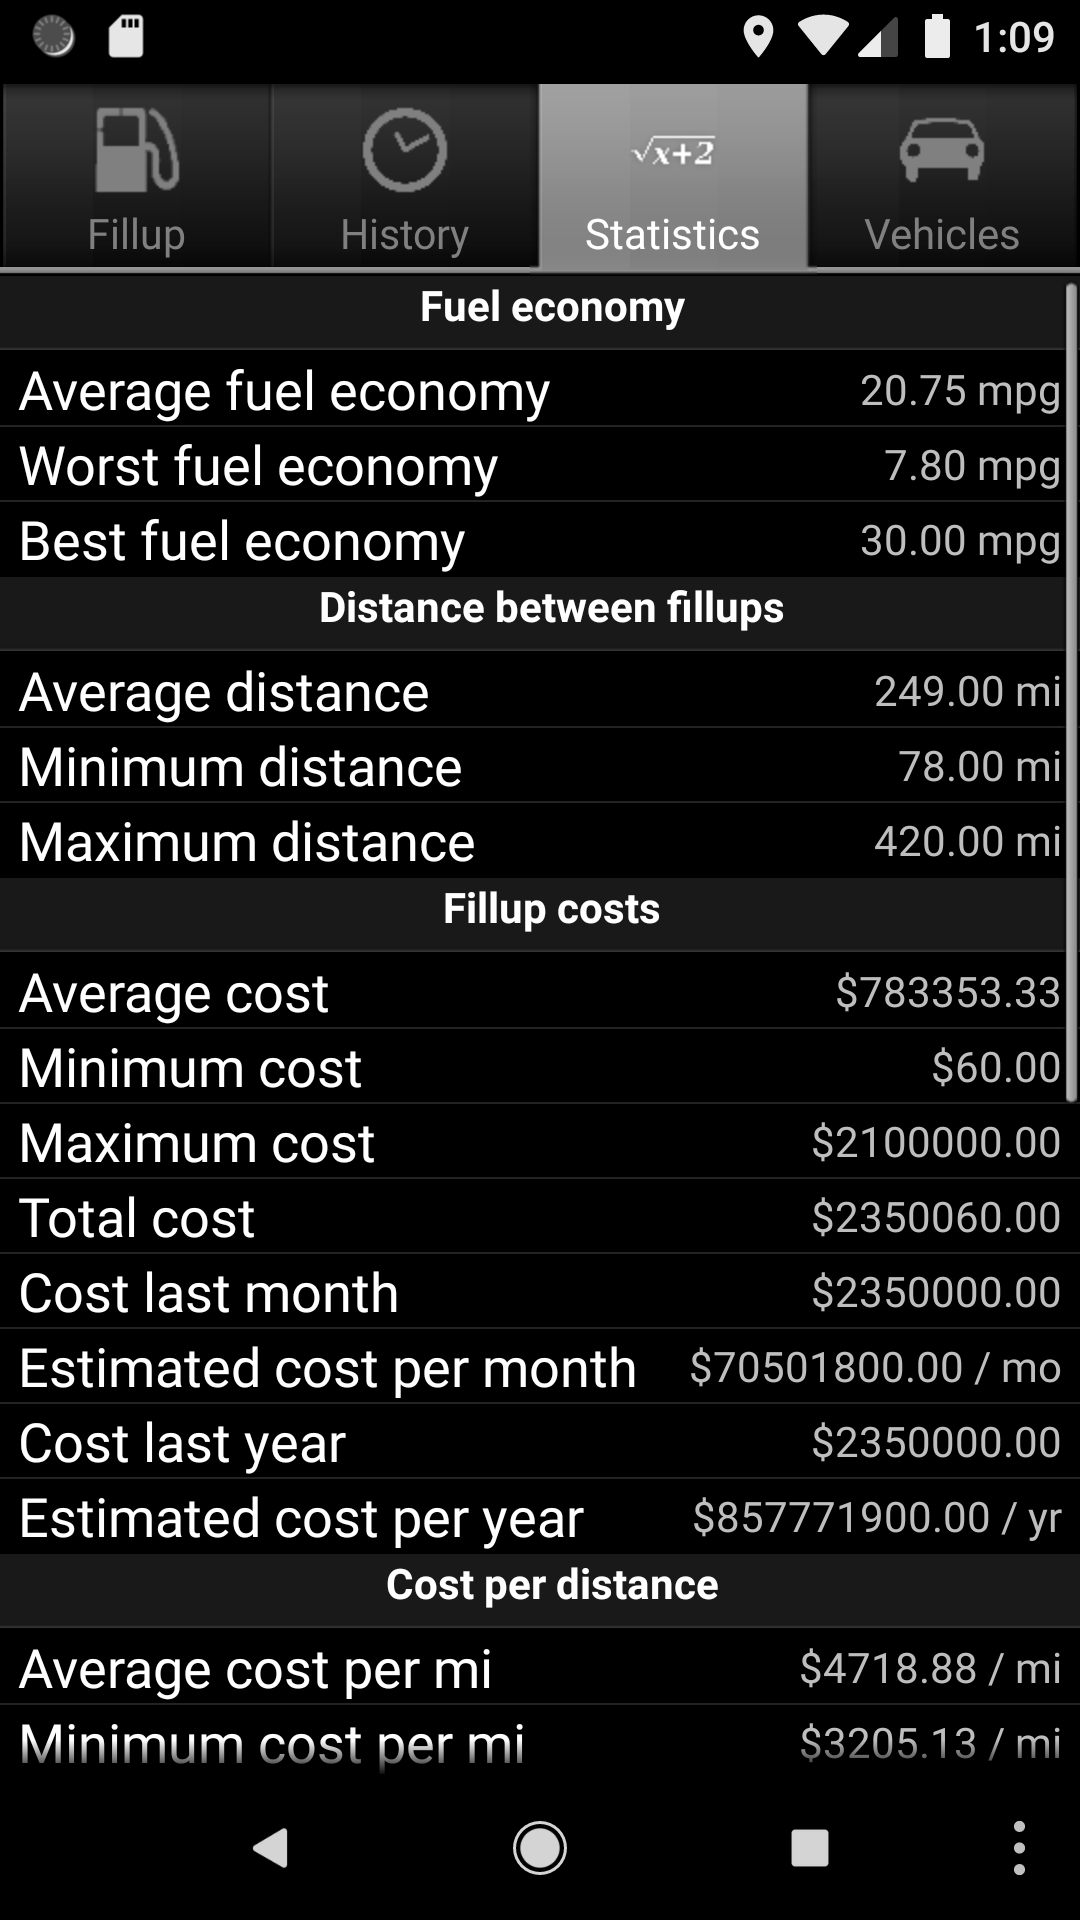 1:09
√x+2
Fillup History Statistics Vehicles
Fuel economy
Average fuel economy 20.75 mpg
Worst fuel economy 7.80 mpg
Best fuel economy 30.00 mpg
Distance between fillups
Average distance 249.00 mi
Minimum distance 78.00 mi
Maximum distance 420.00 mi
Fillup costs
Average cost $783353.33
Minimum cost $60.00
Maximum cost $2100000.00
Total cost $2350060.00
Cost last month $2350000.00
Estimated cost per month $70501800.00 / mo
Cost last year $2350000.00
Estimated cost per year $857771900.00 / yr
Cost per distance
Average cost per mi $4718.88 / mi
Minimum cost per mi $3205.13 / mi